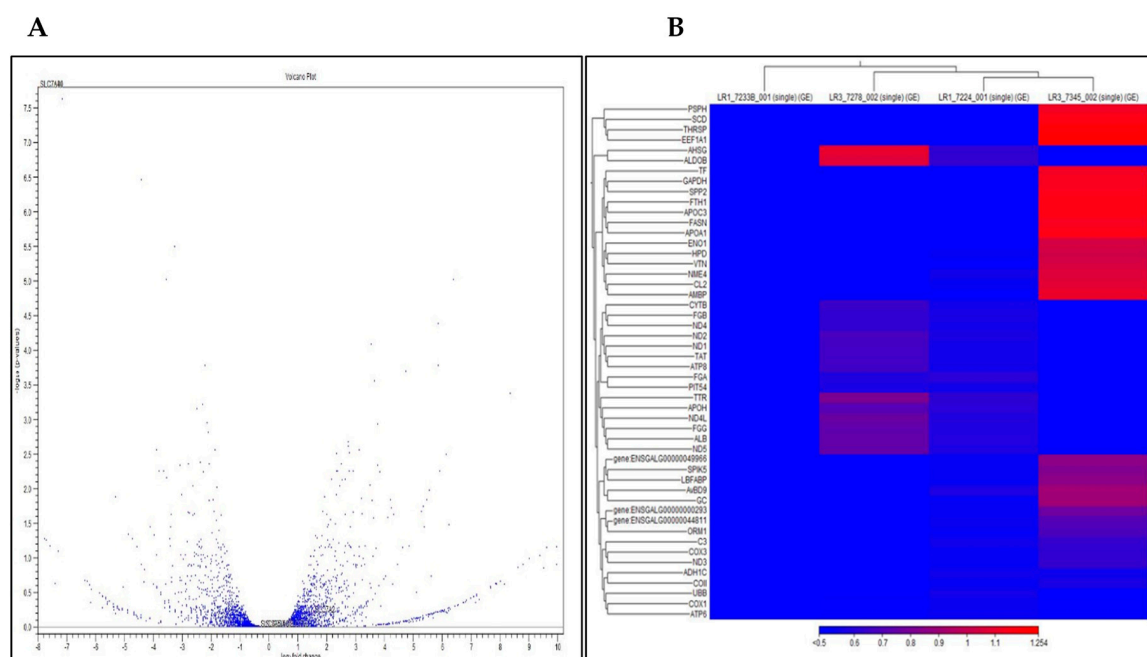 A
B
Volcano Plot
7.5
7.0
6.5
6.0
5.5
5.0
4.5
4.0
3.5
3.0
2.5
2.0
1.5
1.0
0.5
0.0
-8 -7 -6 -5 -4 -3 -2 -1 0 1 2 3 4 5 6 7 8 9 10
LR1_7233B_001 (single) (GE) LR3_7278_002 (single) (GE) LR1_7224_001 (single) (GE) LR3_7345_002 (single) (GE)
PSPH
SCD
THRSP
EEF1A1
AHSG
ALDOB
TF
GAPDH
SPP2
FTH1
APOC3
FASN
APOA1
ENO1
HPD
VTN
NME4
CL2
AMBP
CYTB
FGB
ND4
ND2
ND1
TAT
ATP8
FGA
PIT54
TTR
APOH
ND4L
FGG
ALB
ND5
gene:ENSGALG00000049966
SPIK5
LBFABP
AvBD9
GC
gene:ENSGALG00000000293
gene:ENSGALG00000044811
ORM1
C3
COX3
ND3
ADH1C
COII
UBB
COX1
ATP6
<0.5 0.6 0.7 0.8 0.9 1 1.1 1.254